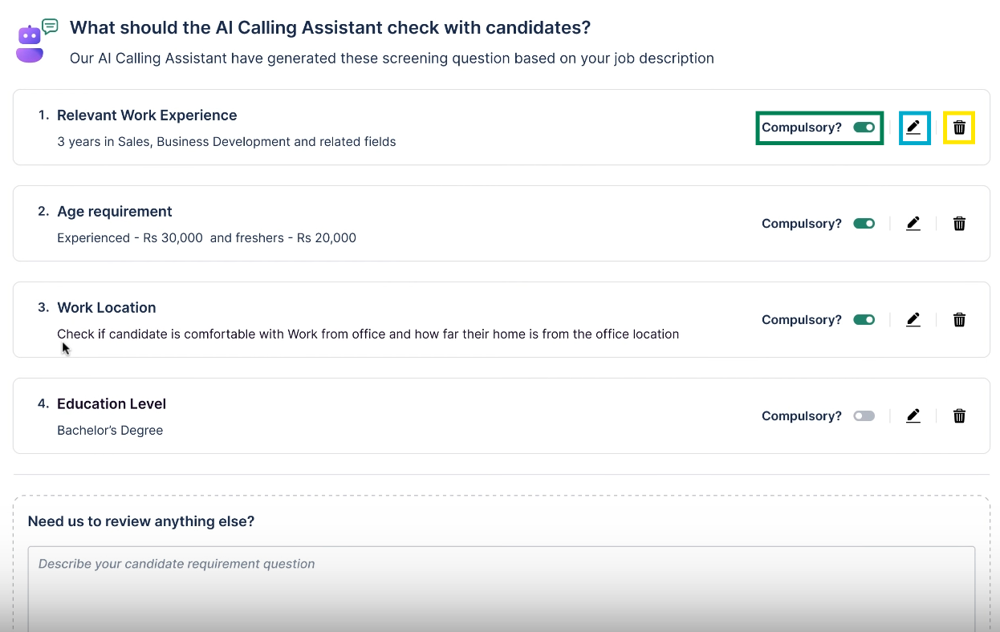 What should the AI Calling Assistant check with candidates?
Our AI Calling Assistant have generated these screening question based on your job description
1. Relevant Work Experience
3 years in Sales, Business Development and related fields
Compulsory?
2. Age requirement
Experienced - Rs 30,000  and freshers - Rs 20,000
Compulsory?
3. Work Location
Check if candidate is comfortable with Work from office and how far their home is from the office location
Compulsory?
4. Education Level
Bachelor’s Degree
Compulsory?
Need us to review anything else?
Describe your candidate requirement question